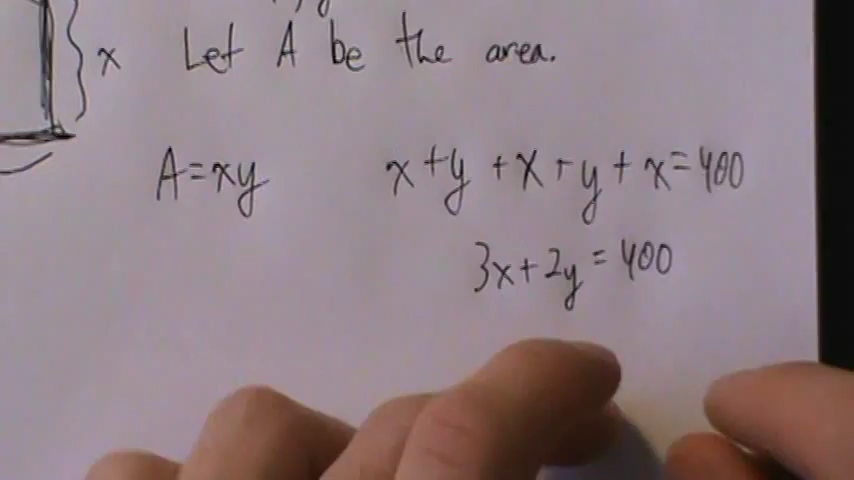 x Let A be the area.
A=xy x+y+x+y+x=400
3x+2y=400